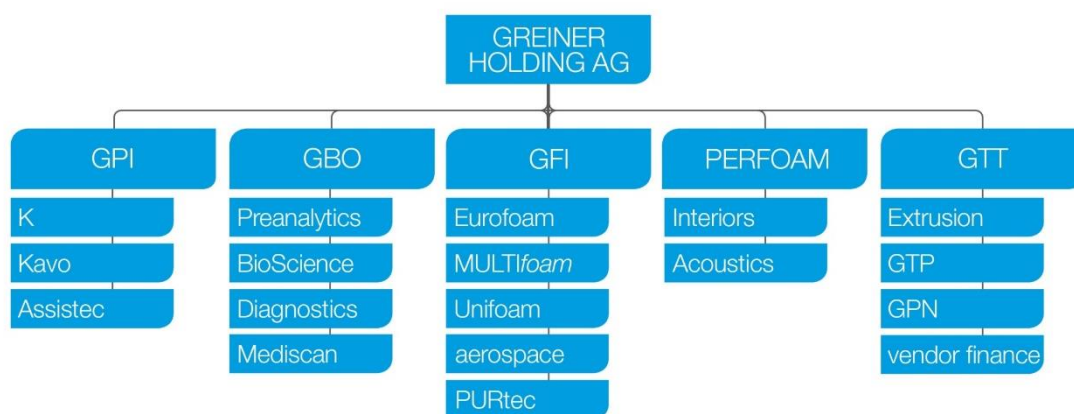 GREINER
HOLDING AG
GPI
GBO
GFI
PERFOAM
GTT
K
Preanalytics
Eurofoam
Interiors
Extrusion
Kavo
BioScience
MULTIfoam
Acoustics
GTP
Assistec
Diagnostics
Unifoam
GPN
Mediscan
aerospace
vendor finance
PURtec